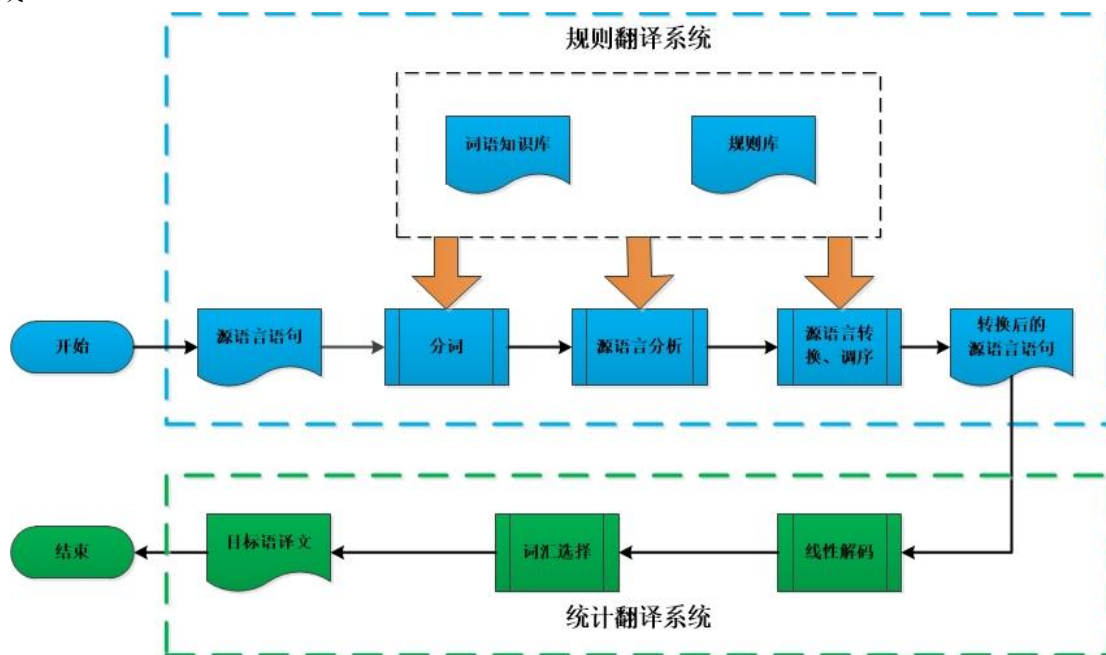 规则翻译系统
词语知识库
规则库
开始
源语言语句
分词
源语言分析
源语言转
换、调序
转换后的
源语言语句
结束
目标语译文
词汇选择
线性解码
统计翻译系统